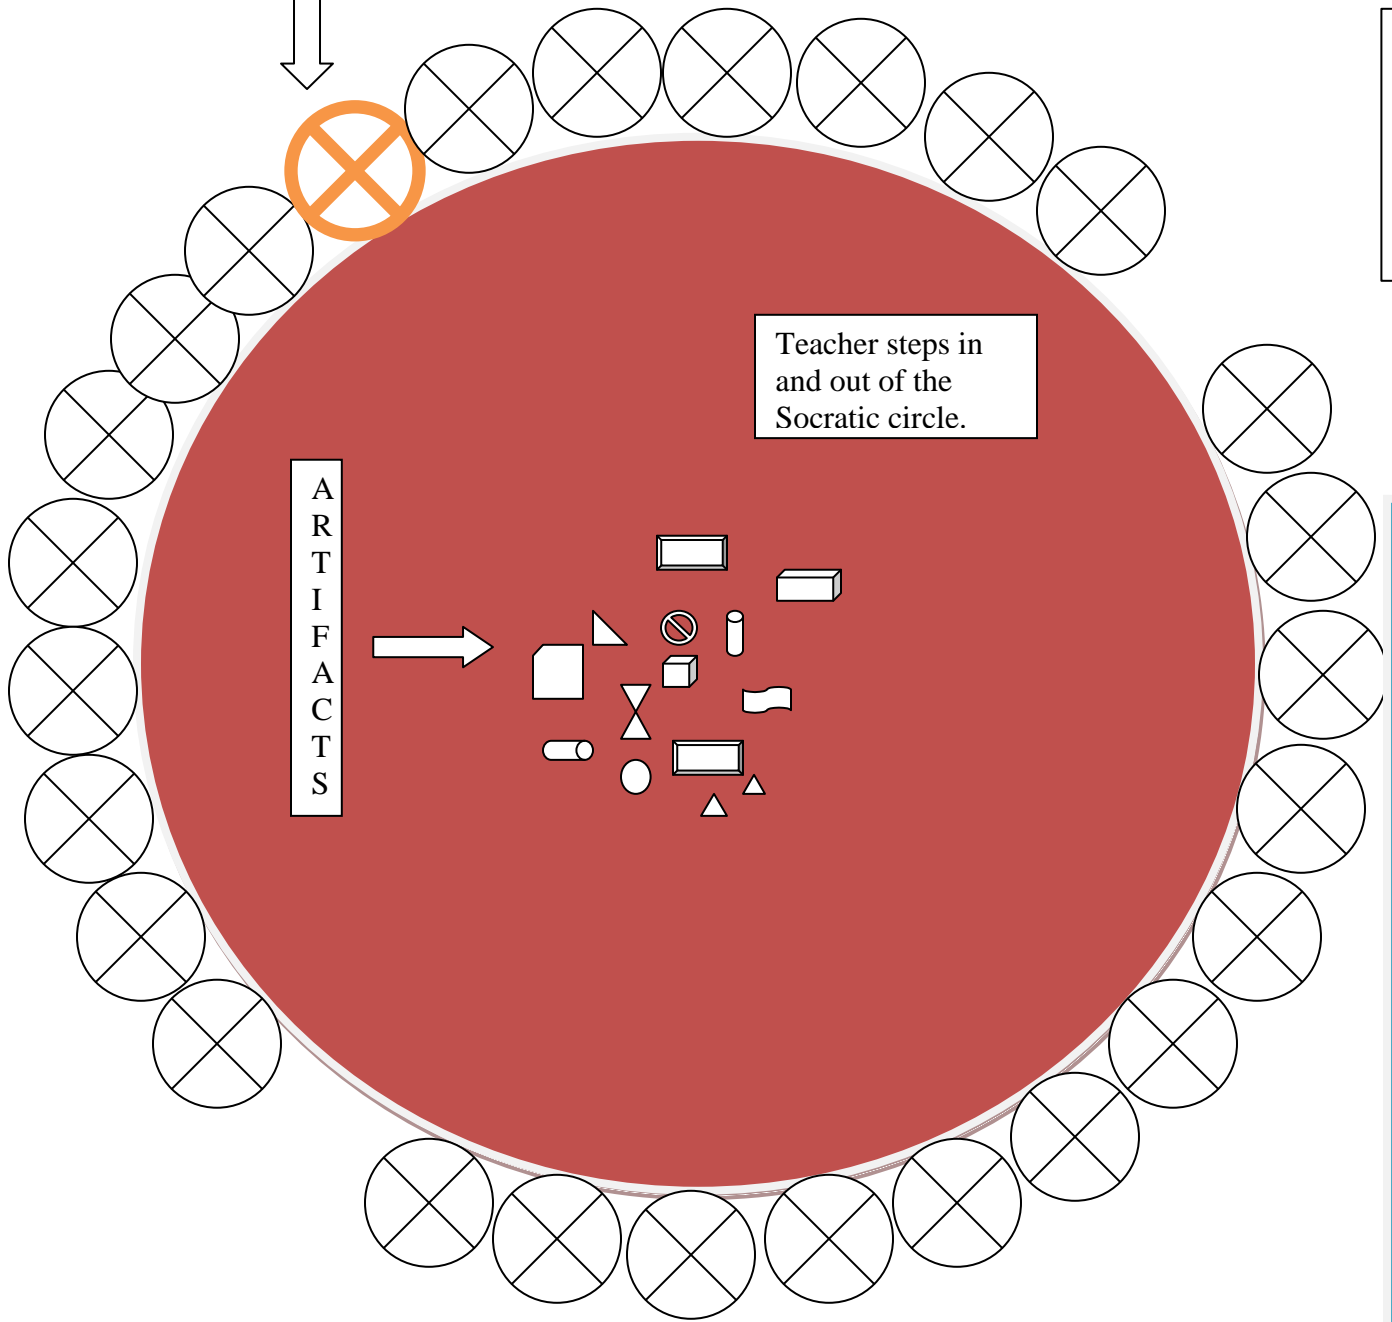 Teacher steps in
and out of the
Socratic circle.
A
R
T
I
F
A
C
T
S